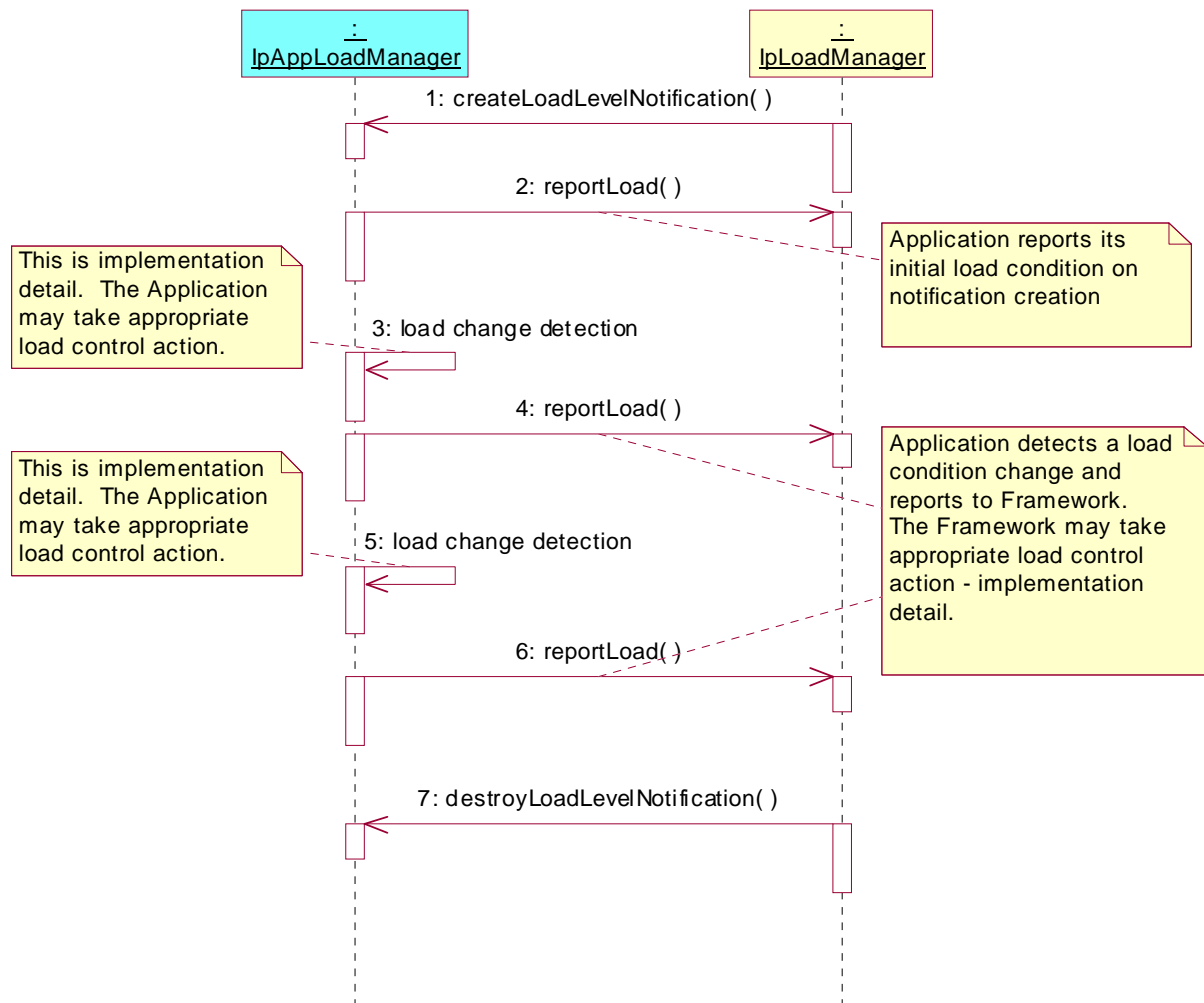 :
IpAppLoadManager
:
IpLoadManager
1: createLoadLevelNotification( )
2: reportLoad( )
Application reports its
initial load condition on
notification creation
This is implementation
detail.  The Application
may take appropriate
load control action.
3: load change detection
4: reportLoad( )
Application detects a load
condition change and
reports to Framework.
The Framework may take
appropriate load control
action - implementation
detail.
This is implementation
detail.  The Application
may take appropriate
load control action.
5: load change detection
6: reportLoad( )
7: destroyLoadLevelNotification( )